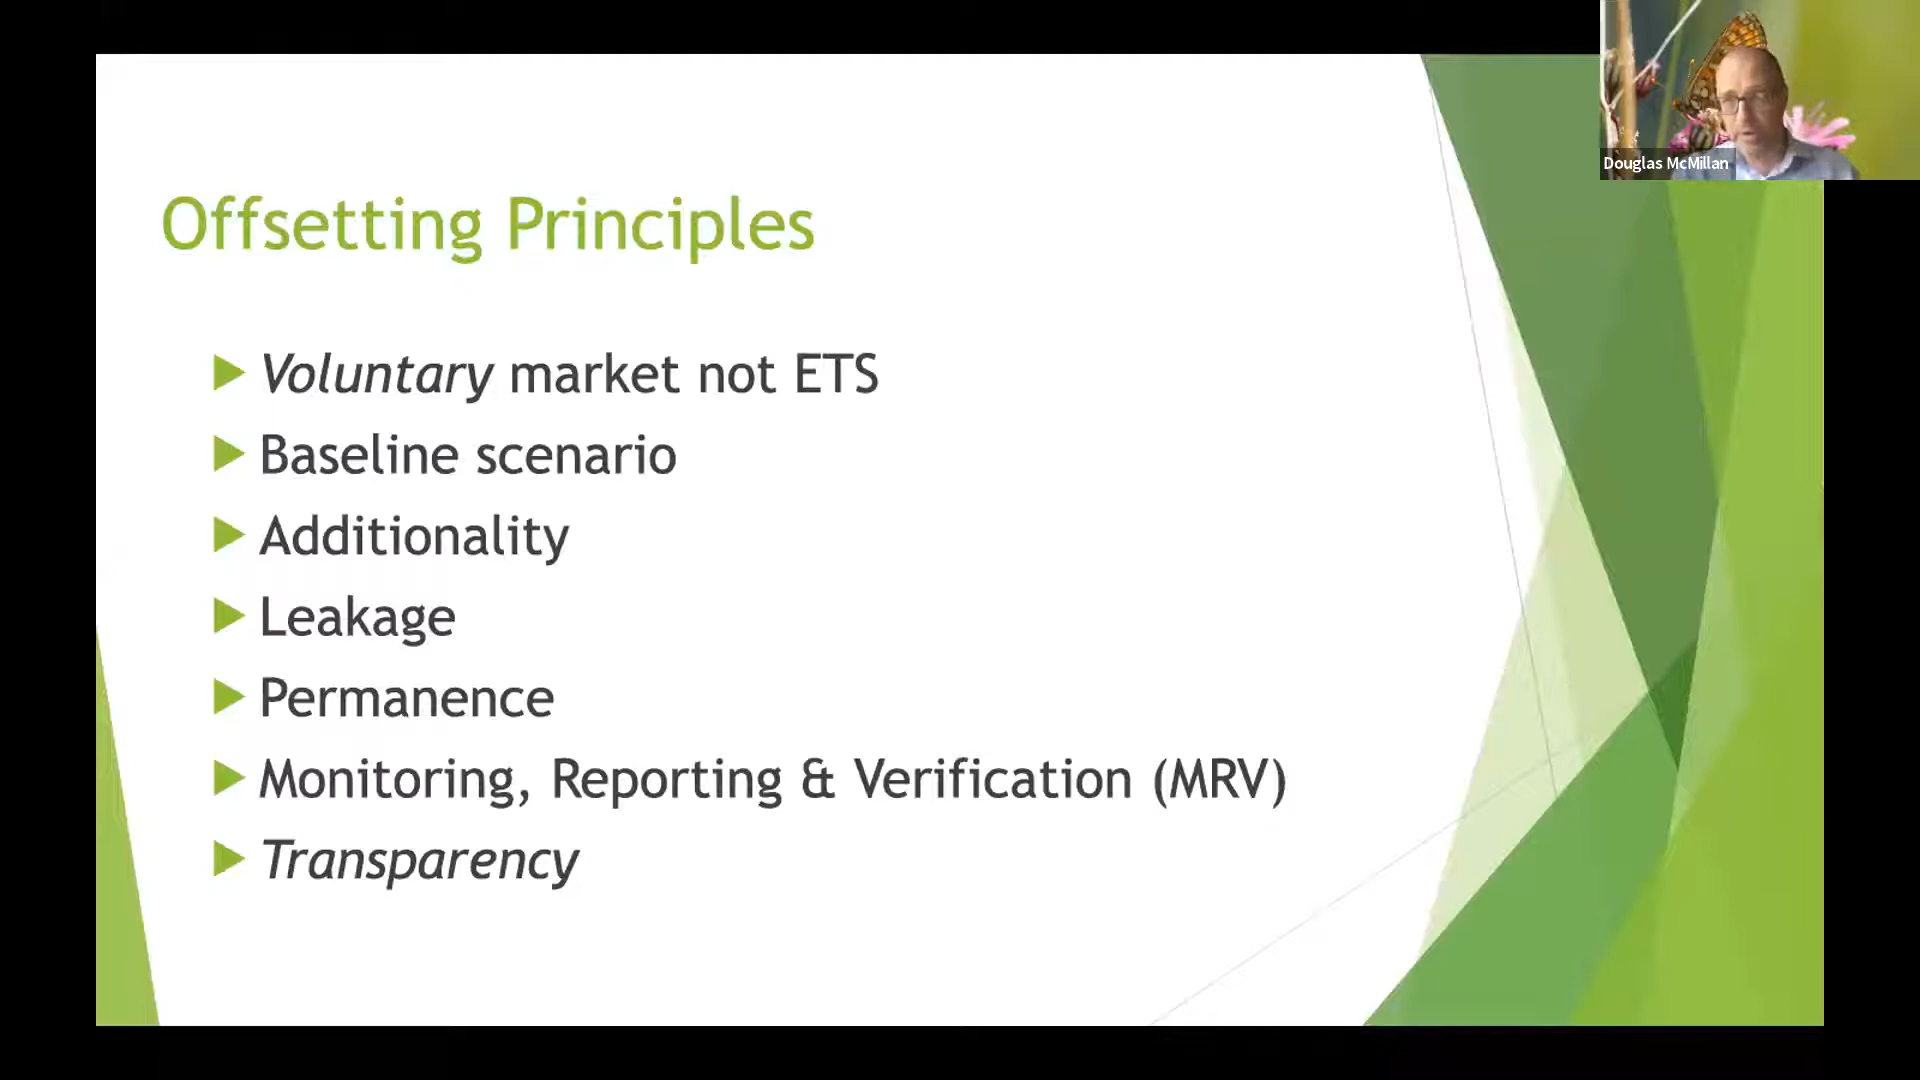 Douglas McMillan
Offsetting Principles
Voluntary market not ETS
Baseline scenario
Additionality
Leakage
Permanence
Monitoring, Reporting & Verification (MRV)
Transparency